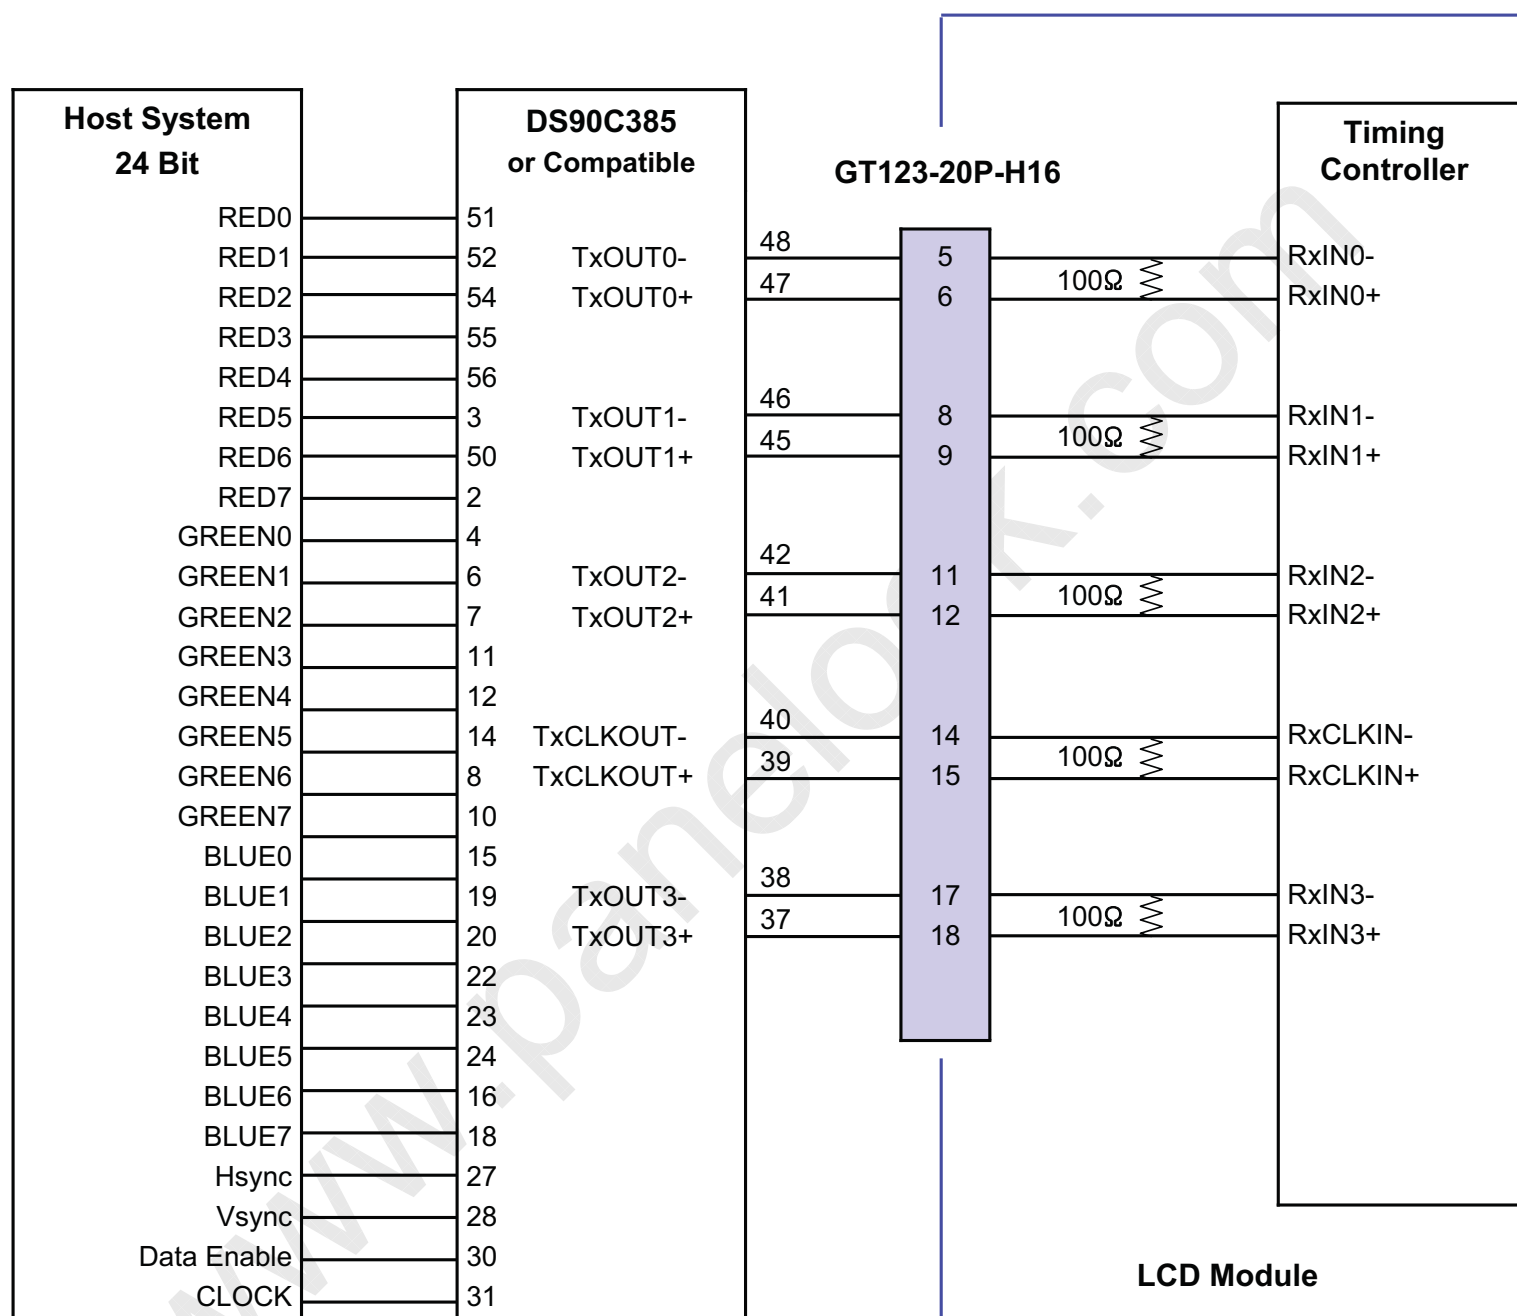 Host System
24 Bit
RED0
RED1
RED2
RED3
RED4
RED5
RED6
RED7
GREEN0
GREEN1
GREEN2
GREEN3
GREEN4
GREEN5
GREEN6
GREEN7
BLUE0
BLUE1
BLUE2
BLUE3
BLUE4
BLUE5
BLUE6
BLUE7
Hsync
Vsync
Data Enable
CLOCK
DS90C385
or Compatible
51
52
54
55
56
3
50
2
4
6
7
11
12
14
8
10
15
19
20
22
23
24
16
18
27
28
30
31
TxOUT0-
TxOUT0+
TxOUT1-
TxOUT1+
TxOUT2-
TxOUT2+
TxCLKOUT-
TxCLKOUT+
TxOUT3-
TxOUT3+
48
47
46
45
42
41
40
39
38
37
GT123-20P-H16
5
6
8
9
11
12
14
15
17
18
100Ω
100Ω
100Ω
100Ω
100Ω
Timing
Controller
RxIN0-
RxIN0+
RxIN1-
RxIN1+
RxIN2-
RxIN2+
RxCLKIN-
RxCLKIN+
RxIN3-
RxIN3+
LCD Module
www.panelook.com